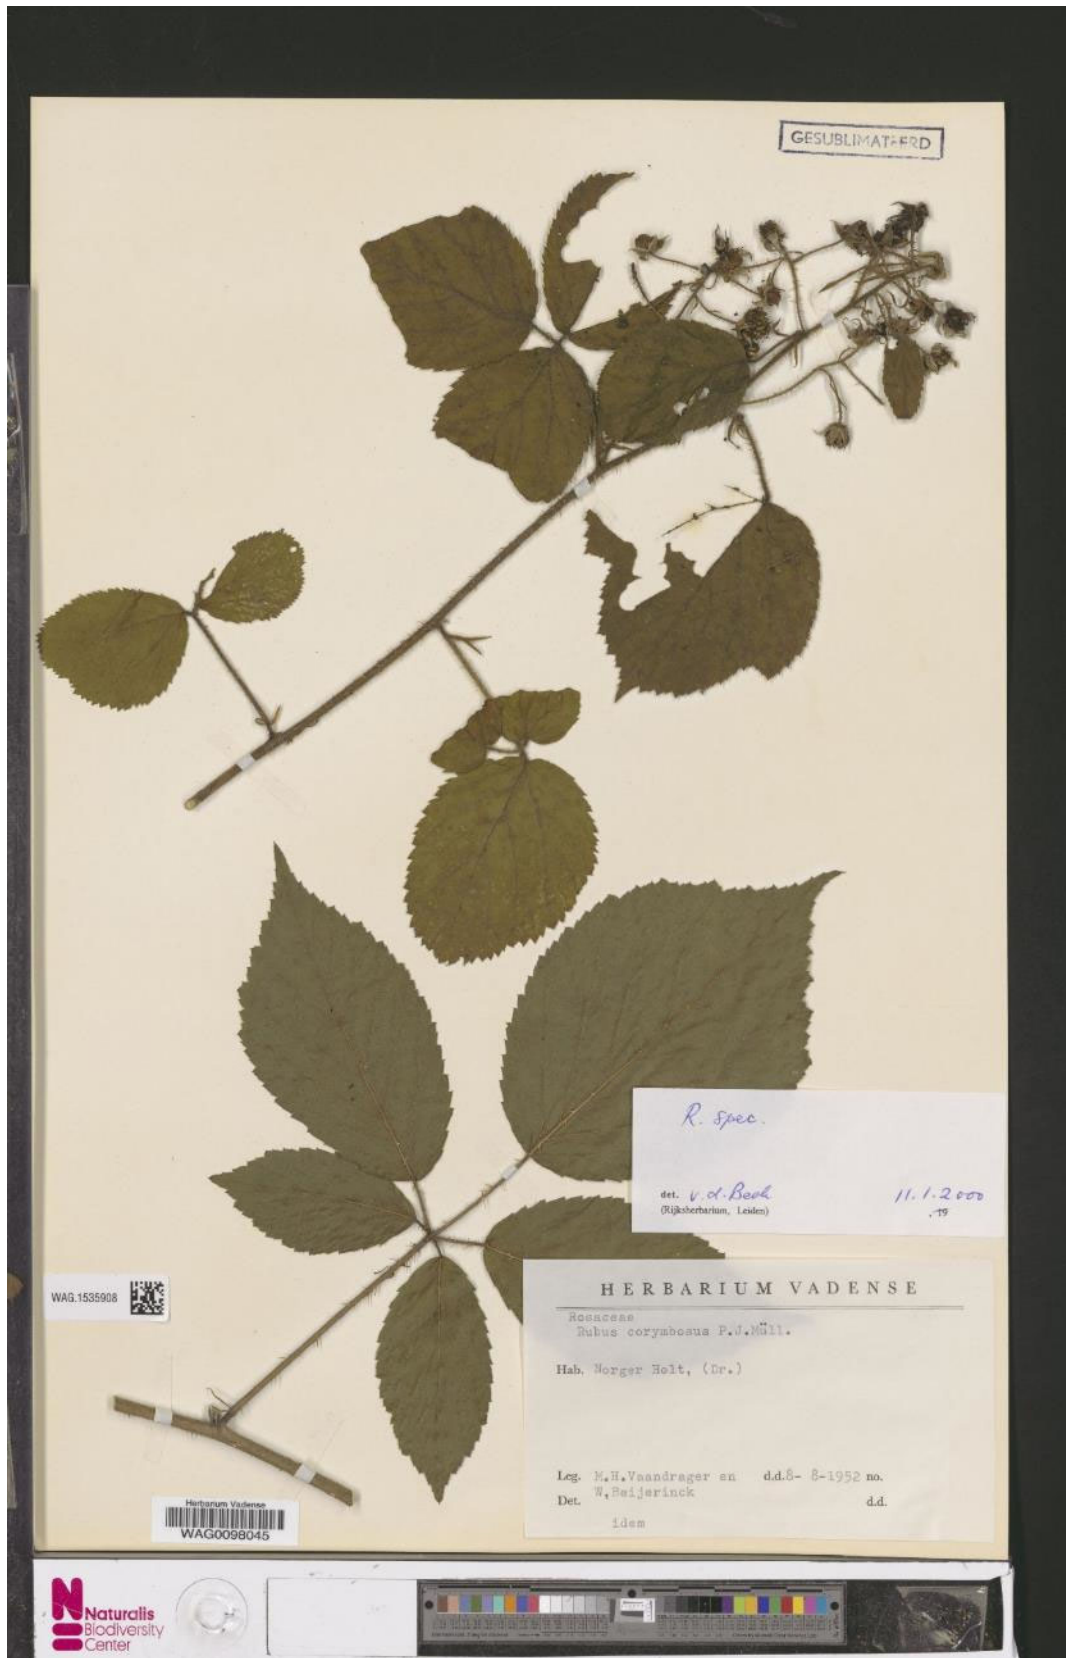 GESUBLIMATEERD
R. spec.
det. v. d. Beek 11.1.2000
(Rijksherbarium, Leiden) .19
WAG.1535908
HERBARIUM VADENSE
Rosaceae
Rubus corymbosus P.J.Müll.
Hab. Norger Holt, (Dr.)
Leg. M.H.Vaandrager en d.d.8- 8-1952 no.
W.Beijerinck
Det. d.d.
idem
Herbarium Vadense
WAG0098045
Naturalis
Biodiversity
Center